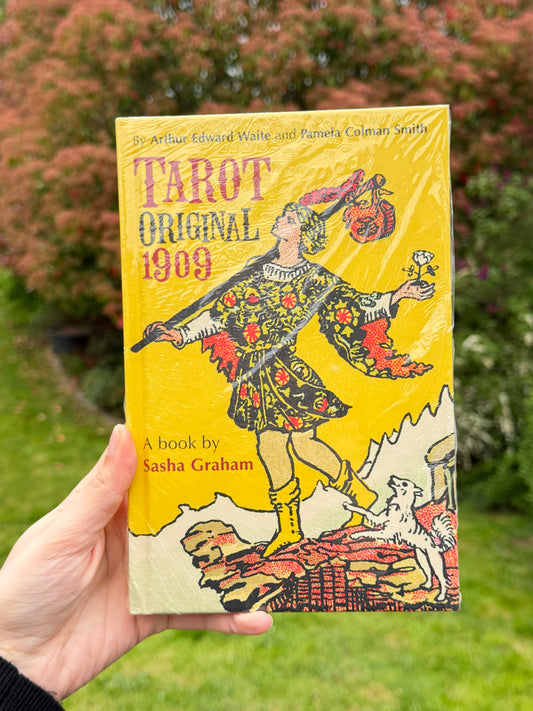 By Arthur Edward Waite and Pamela Colman Smith
TAROT
ORIGINAL
1909
A book by
Sasha Graham